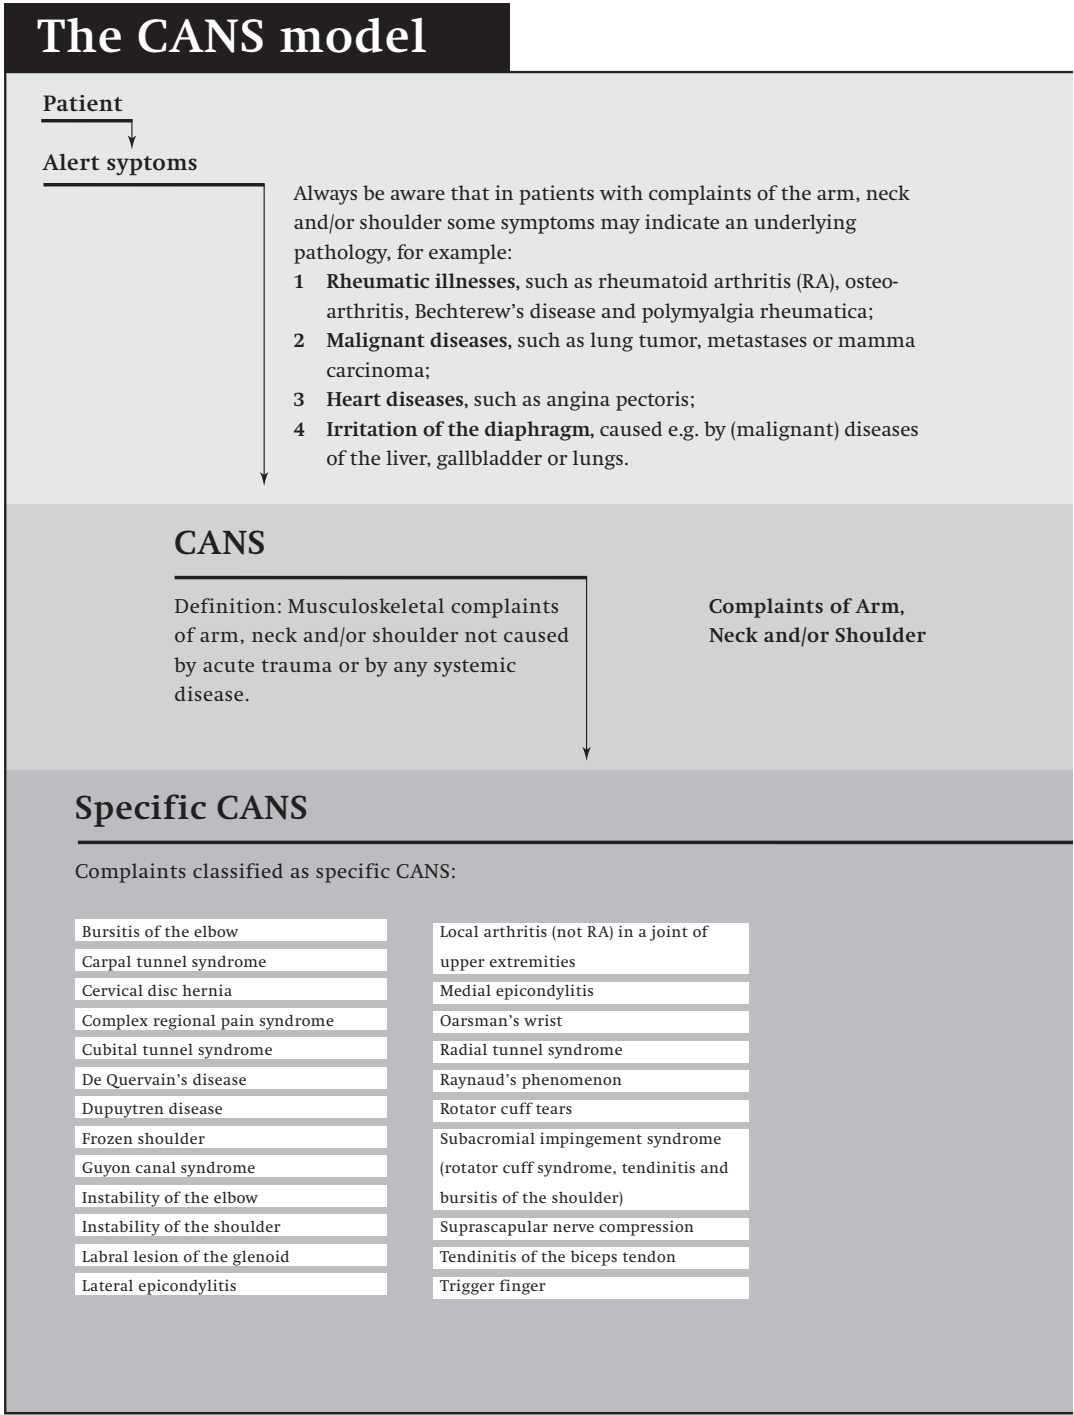 The CANS model
Patient
Alert syptoms
Always be aware that in patients with complaints of the arm, neck
and/or shoulder some symptoms may indicate an underlying
pathology, for example:
1 Rheumatic illnesses, such as rheumatoid arthritis (RA), osteo-
arthritis, Bechterew's disease and polymyalgia rheumatica;
2 Malignant diseases, such as lung tumor, metastases or mamma
carcinoma;
3 Heart diseases, such as angina pectoris;
4 Irritation of the diaphragm, caused e.g. by (malignant) diseases
of the liver, gallbladder or lungs.
CANS
Definition: Musculoskeletal complaints
of arm, neck and/or shoulder not caused
by acute trauma or by any systemic
disease.
Complaints of Arm,
Neck and/or Shoulder
Specific CANS
Complaints classified as specific CANS:
Bursitis of the elbow
Carpal tunnel syndrome
Cervical disc hernia
Complex regional pain syndrome
Cubital tunnel syndrome
De Quervain's disease
Dupuytren disease
Frozen shoulder
Guyon canal syndrome
Instability of the elbow
Instability of the shoulder
Labral lesion of the glenoid
Lateral epicondylitis
Local arthritis (not RA) in a joint of
upper extremities
Medial epicondylitis
Oarsman's wrist
Radial tunnel syndrome
Raynaud's phenomenon
Rotator cuff tears
Subacromial impingement syndrome
(rotator cuff syndrome, tendinitis and
bursitis of the shoulder)
Suprascapular nerve compression
Tendinitis of the biceps tendon
Trigger finger